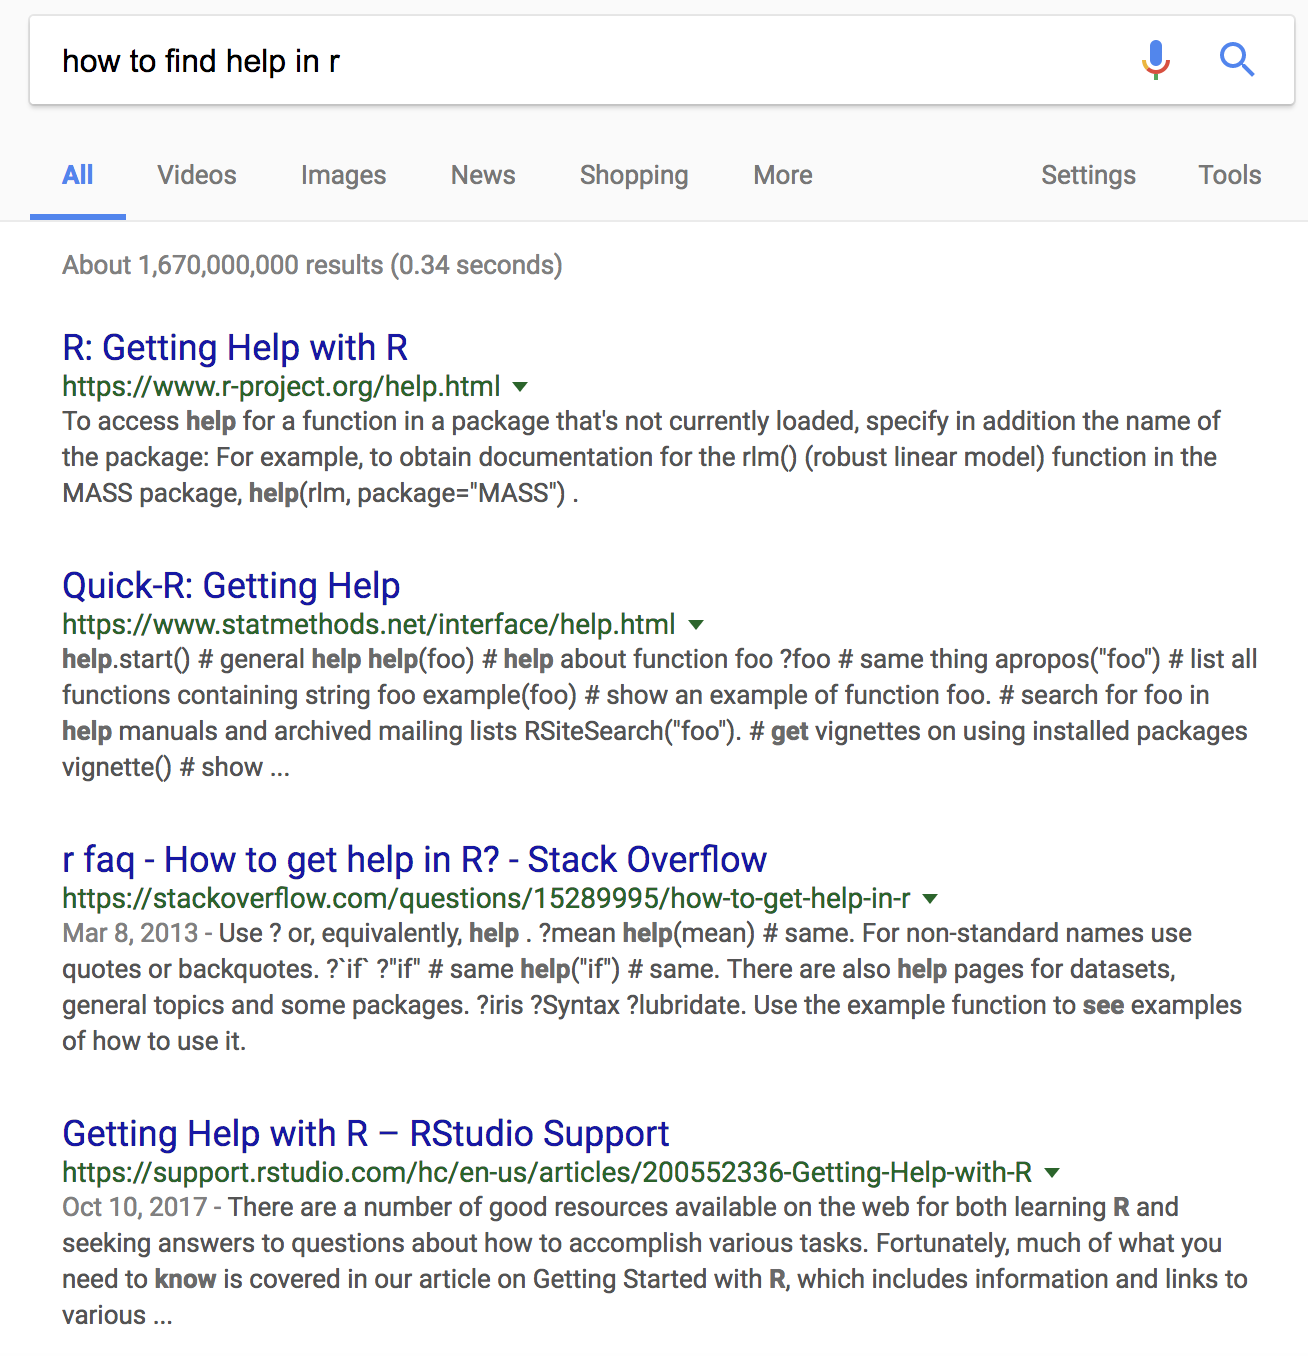 how to find help in r
All Videos Images News Shopping More Settings Tools
About 1,670,000,000 results (0.34 seconds)
R: Getting Help with R
https://www.r-project.org/help.html
To access help for a function in a package that's not currently loaded, specify in addition the name of
the package: For example, to obtain documentation for the rlm() (robust linear model) function in the
MASS package, help(rlm, package="MASS") .
Quick-R: Getting Help
https://www.statmethods.net/interface/help.html
help.start() # general help help(foo) # help about function foo ?foo # same thing apropos("foo") # list all
functions containing string foo example(foo) # show an example of function foo. # search for foo in
help manuals and archived mailing lists RSiteSearch("foo"). # get vignettes on using installed packages
vignette() # show ...
r faq - How to get help in R? - Stack Overflow
https://stackoverflow.com/questions/15289995/how-to-get-help-in-r
Mar 8, 2013 - Use ? or, equivalently, help . ?mean help(mean) # same. For non-standard names use
quotes or backquotes. ?`if` ?"if" # same help("if") # same. There are also help pages for datasets,
general topics and some packages. ?iris ?Syntax ?lubridate. Use the example function to see examples
of how to use it.
Getting Help with R – RStudio Support
https://support.rstudio.com/hc/en-us/articles/200552336-Getting-Help-with-R
Oct 10, 2017 - There are a number of good resources available on the web for both learning R and
seeking answers to questions about how to accomplish various tasks. Fortunately, much of what you
need to know is covered in our article on Getting Started with R, which includes information and links to
various ...